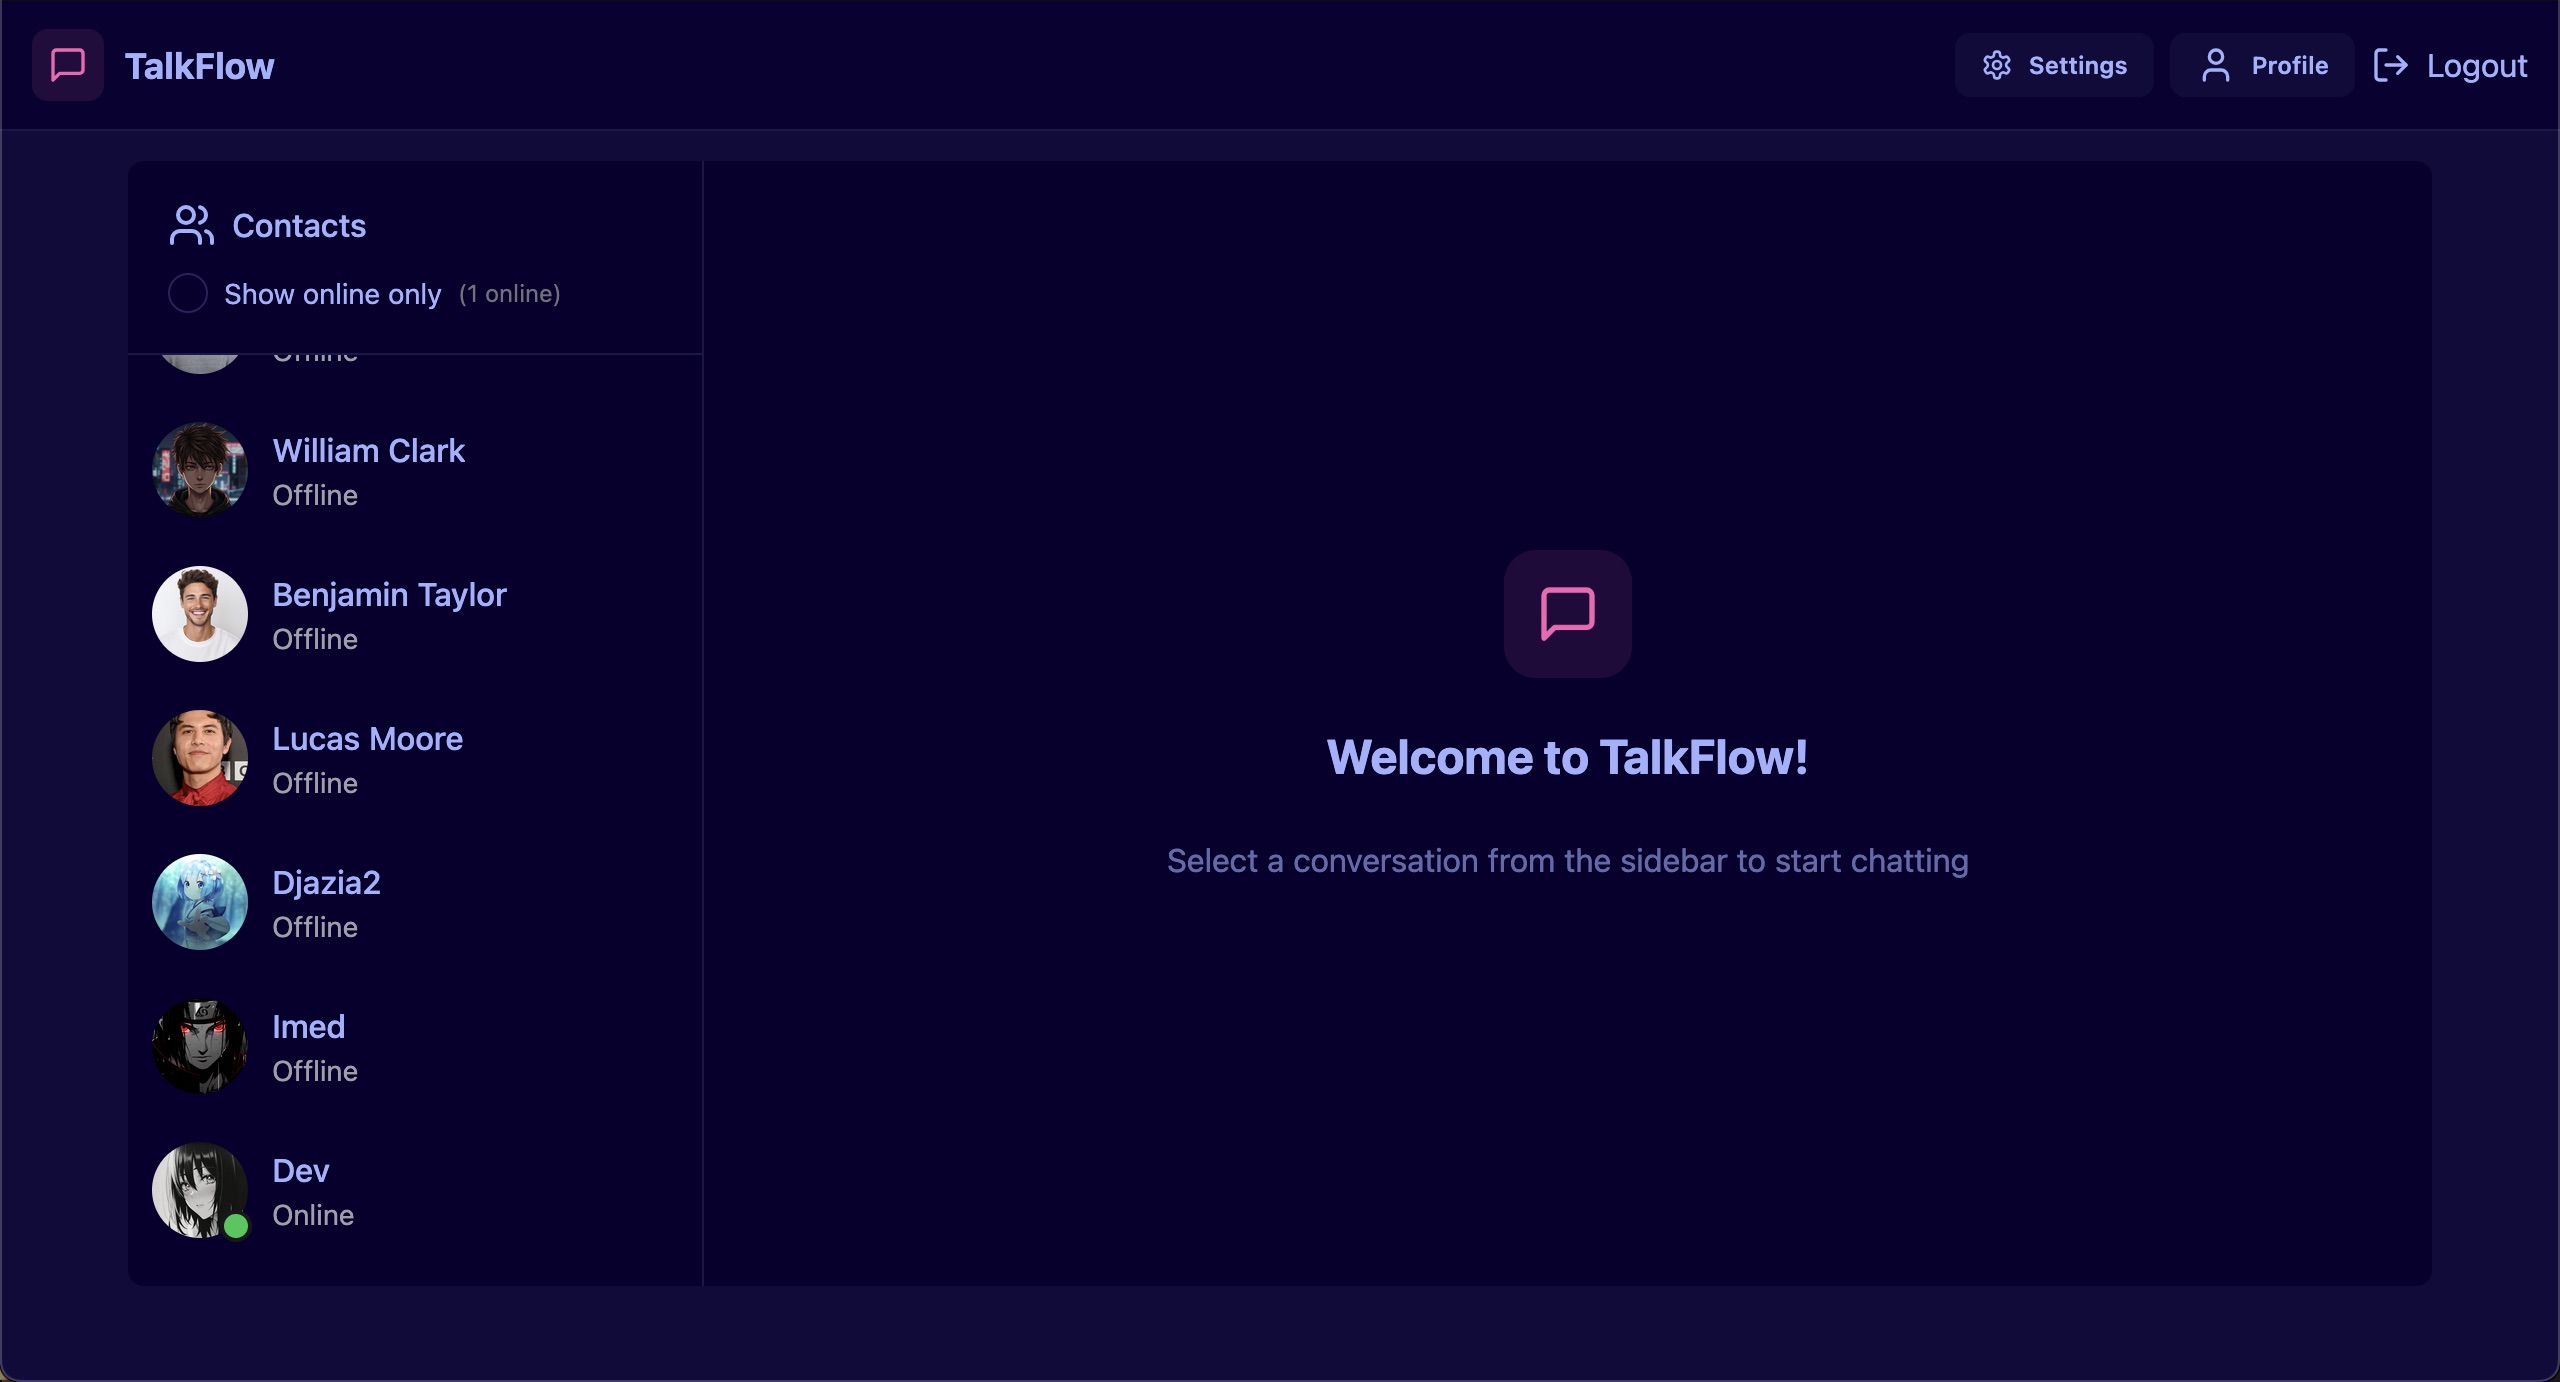 TalkFlow
Settings
Profile
Logout
Contacts
Show online only (1 online)
Offline
William Clark
Offline
Benjamin Taylor
Offline
Lucas Moore
Offline
Djazia2
Offline
Imed
Offline
Dev
Online
Welcome to TalkFlow!
Select a conversation from the sidebar to start chatting